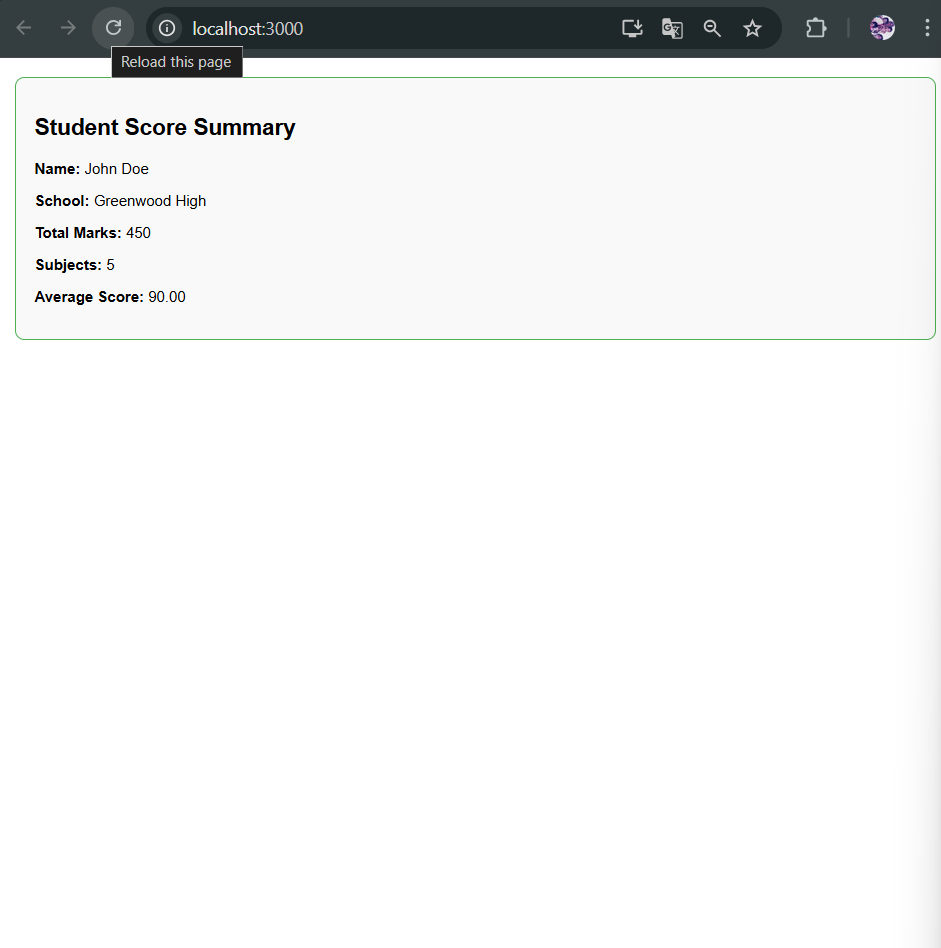 localhost:3000
Reload this page
Student Score Summary
Name: John Doe
School: Greenwood High
Total Marks: 450
Subjects: 5
Average Score: 90.00